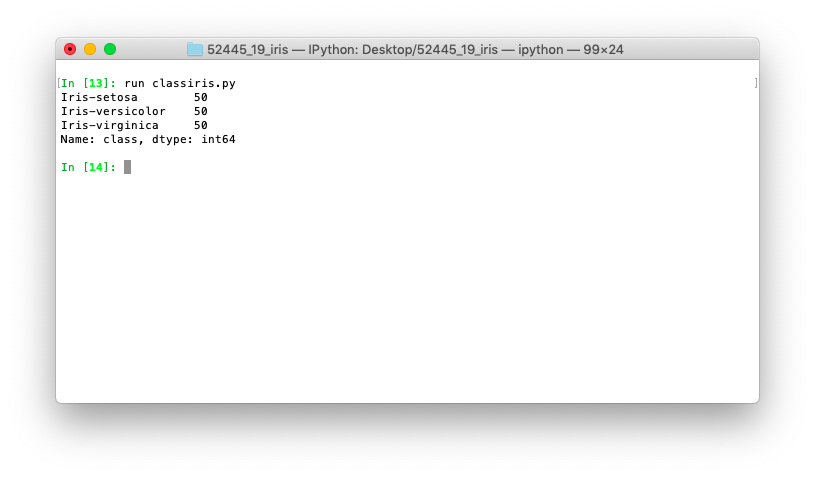 52445_19_iris — IPython: Desktop/52445_19_iris — ipython — 99×24
[In [13]: run classiris.py ]
Iris-setosa        50
Iris-versicolor    50
Iris-virginica     50
Name: class, dtype: int64
In [14]: